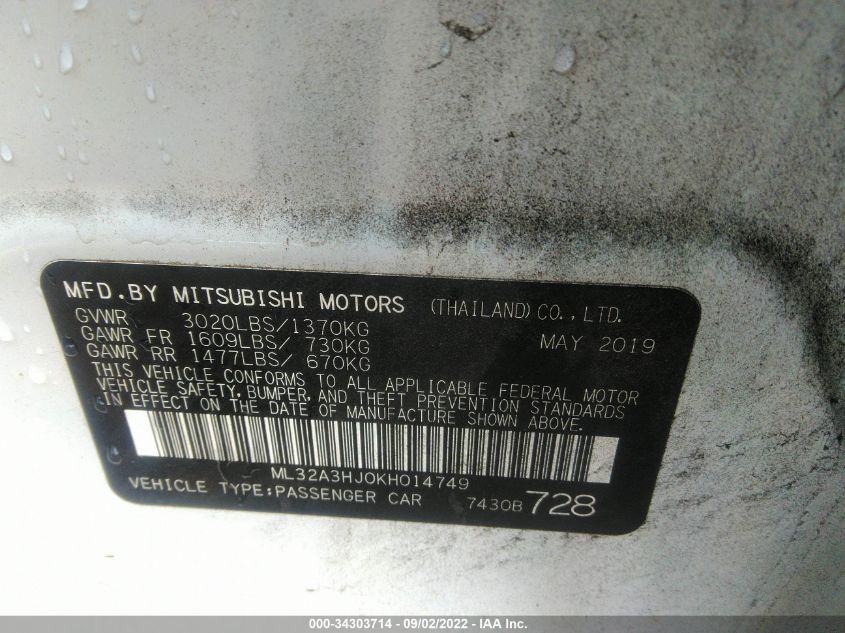 MFD.BY MITSUBISHI MOTORS (THAILAND)CO.,LTD.
GVWR 3020LBS/1370KG
GAWR FR 1609LBS/ 730KG MAY 2019
GAWR RR 1477LBS/ 670KG
THIS VEHICLE CONFORMS TO ALL APPLICABLE FEDERAL MOTOR
VEHICLE SAFETY, BUMPER, AND THEFT PREVENTION STANDARDS
IN EFFECT ON THE DATE OF MANUFACTURE SHOWN ABOVE.
ML32A3HJ0KH014749
VEHICLE TYPE:PASSENGER CAR 7430B 728
000-34303714 - 09/02/2022 - IAA Inc.